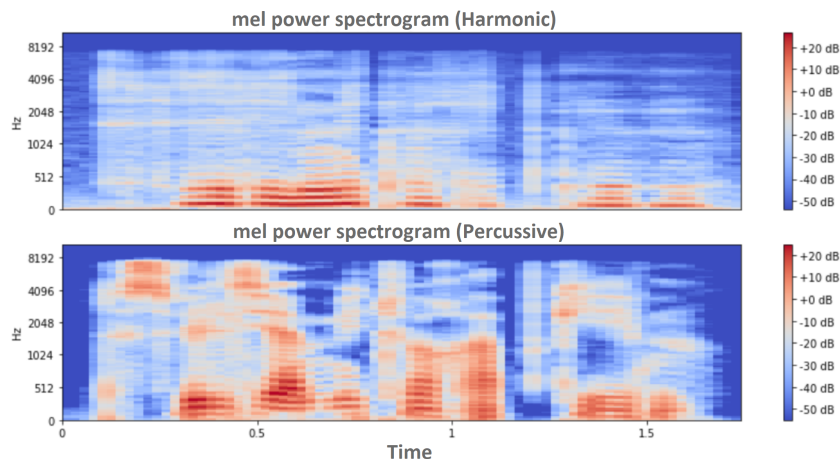 mel power spectrogram (Harmonic)
8192
4096
2048
1024
512
0
Hz
+20 dB
+10 dB
+0 dB
-10 dB
-20 dB
-30 dB
-40 dB
-50 dB
mel power spectrogram (Percussive)
8192
4096
2048
1024
512
0
Hz
+20 dB
+10 dB
+0 dB
-10 dB
-20 dB
-30 dB
-40 dB
-50 dB
0
0.5
1
1.5
Time